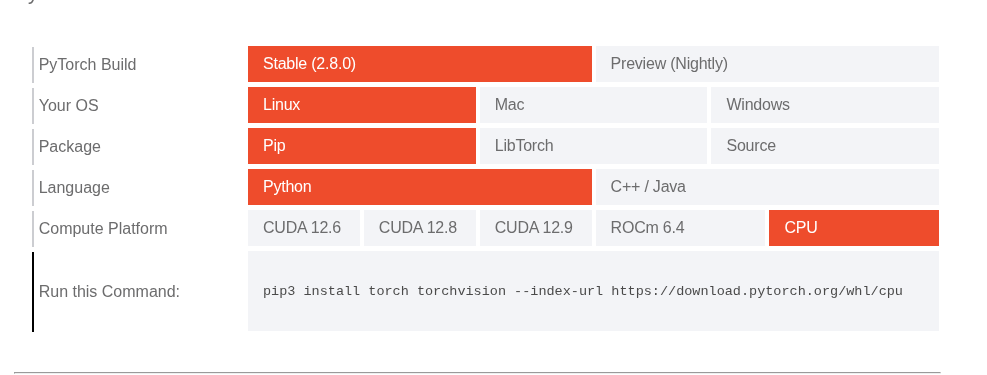 PyTorch Build
Stable (2.8.0)
Preview (Nightly)
Your OS
Linux
Mac
Windows
Package
Pip
LibTorch
Source
Language
Python
C++ / Java
Compute Platform
CUDA 12.6
CUDA 12.8
CUDA 12.9
ROCm 6.4
CPU
Run this Command:
pip3 install torch torchvision --index-url https://download.pytorch.org/whl/cpu